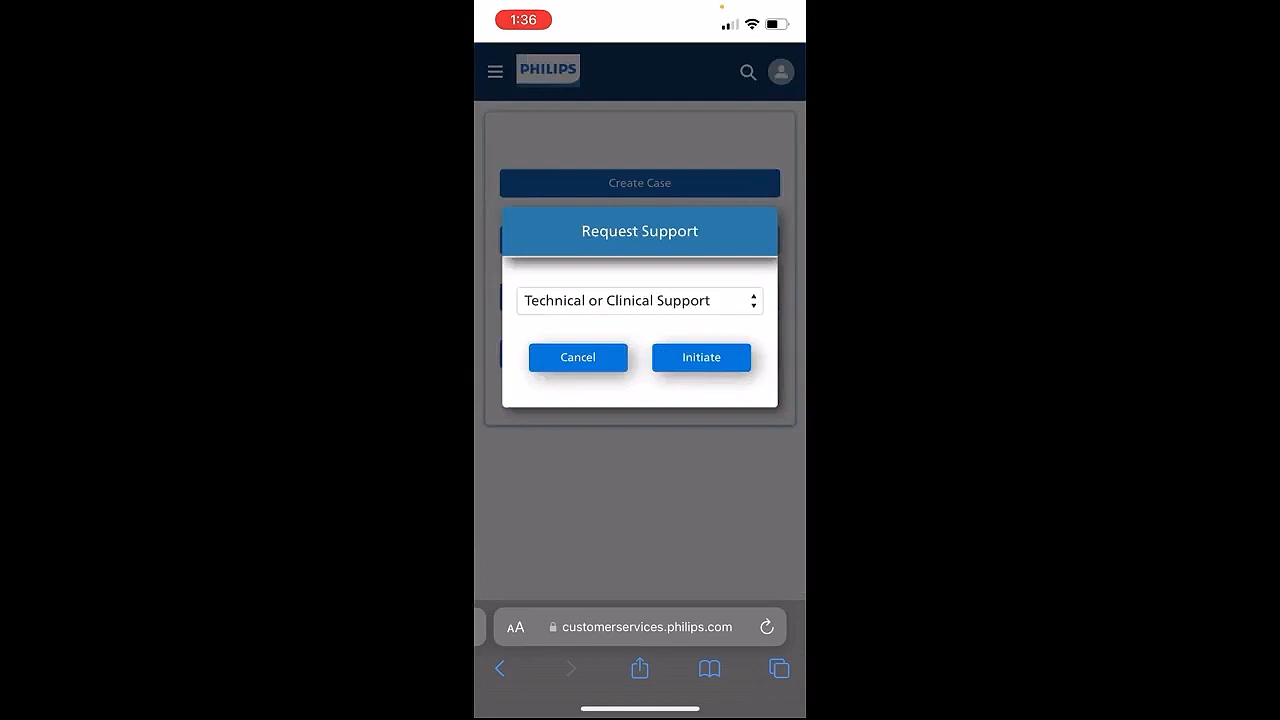 1:36
PHILIPS
Create Case
Request Support
Technical or Clinical Support
Cancel
Initiate
AA
customerservices.philips.com